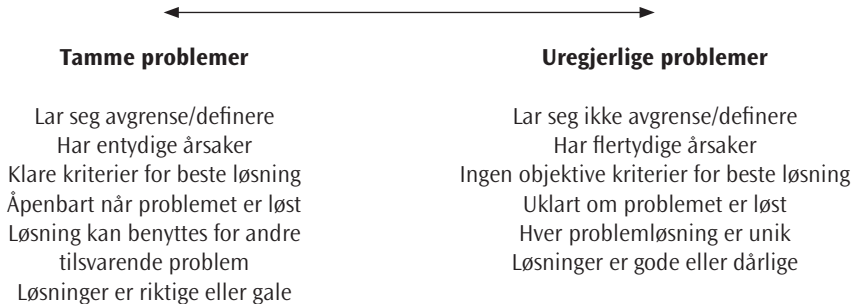 Tamme problemer
Lar seg avgrense/definere
Har entydige årsaker
Klare kriterier for beste løsning
Åpenbart når problemet er løst
Løsning kan benyttes for andre
tilsvarende problem
Løsninger er riktige eller gale
Uregjerlige problemer
Lar seg ikke avgrense/definere
Har flertydige årsaker
Ingen objektive kriterier for beste løsning
Uklart om problemet er løst
Hver problemløsning er unik
Løsninger er gode eller dårlige